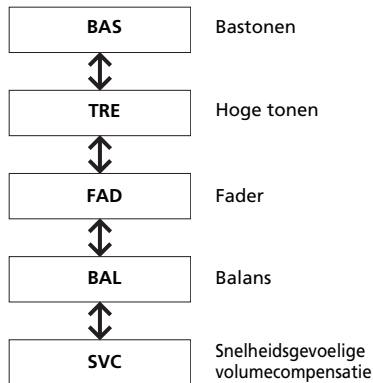 BAS Bastonen
TRE Hoge tonen
FAD Fader
BAL Balans
SVC Snelheidsgevoelige
volumecompensatie